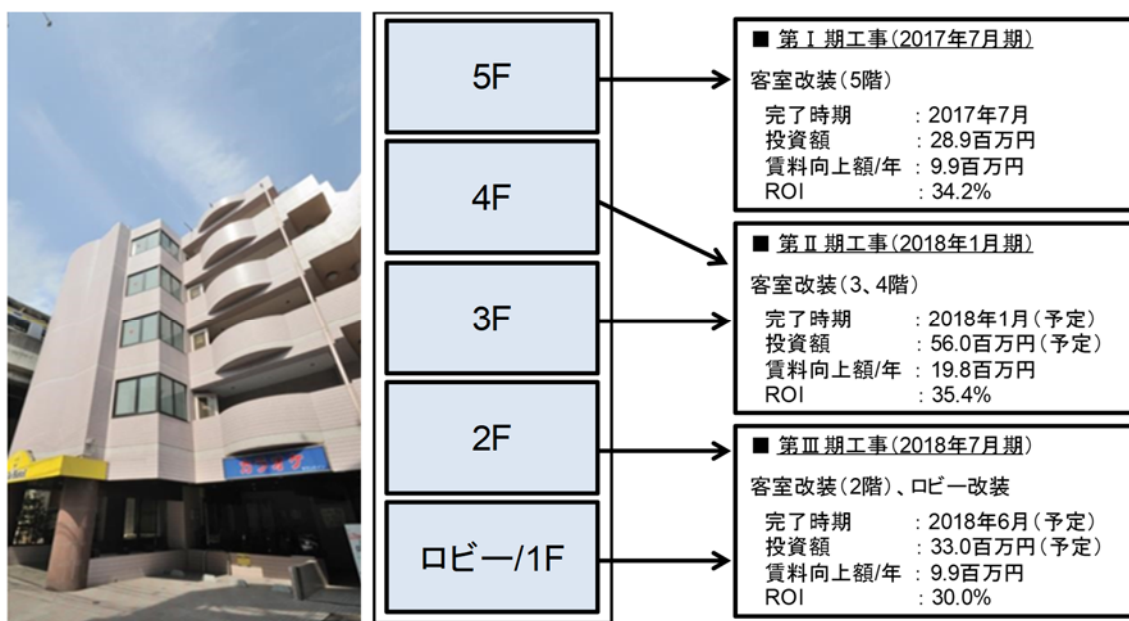 5F
4F
3F
2F
ロビー/1F
■ 第Ⅰ期工事(2017年7月期)
客室改装(5階)
完了時期 : 2017年7月
投資額 : 28.9百万円
賃料向上額/年 : 9.9百万円
ROI : 34.2%
■ 第Ⅱ期工事(2018年1月期)
客室改装(3、4階)
完了時期 : 2018年1月(予定)
投資額 : 56.0百万円(予定)
賃料向上額/年 : 19.8百万円
ROI : 35.4%
■ 第Ⅲ期工事(2018年7月期)
客室改装(2階)、ロビー改装
完了時期 : 2018年6月(予定)
投資額 : 33.0百万円(予定)
賃料向上額/年 : 9.9百万円
ROI : 30.0%